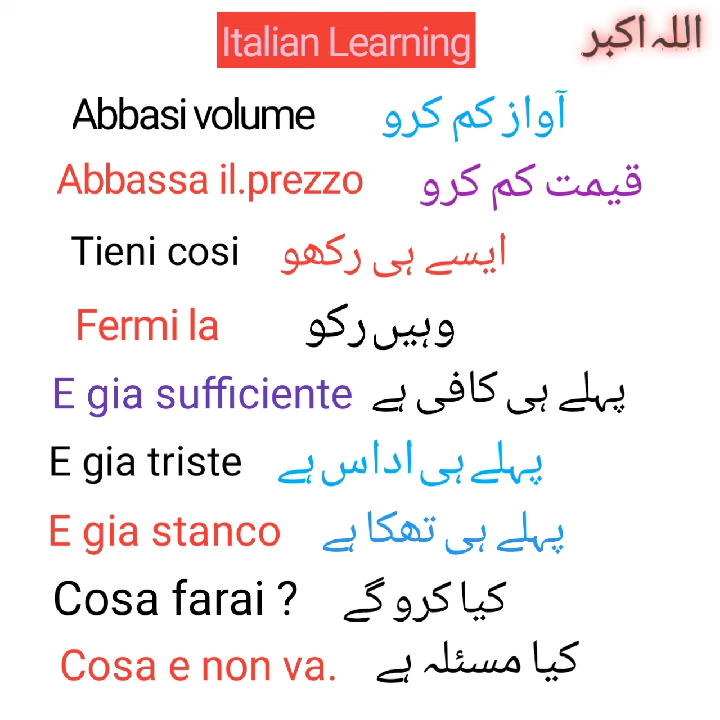 Italian Learning اللہ اکبر
Abbasi volume آواز کم کرو
Abbassa il.prezzo قیمت کم کرو
Tieni cosi ایسے ہی رکھو
Fermi la وہیں رکو
E gia sufficiente پہلے ہی کافی ہے
E gia triste پہلے ہی اداس ہے
E gia stanco پہلے ہی تھکا ہے
Cosa farai ? کیا کرو گے
Cosa e non va. کیا مسئلہ ہے